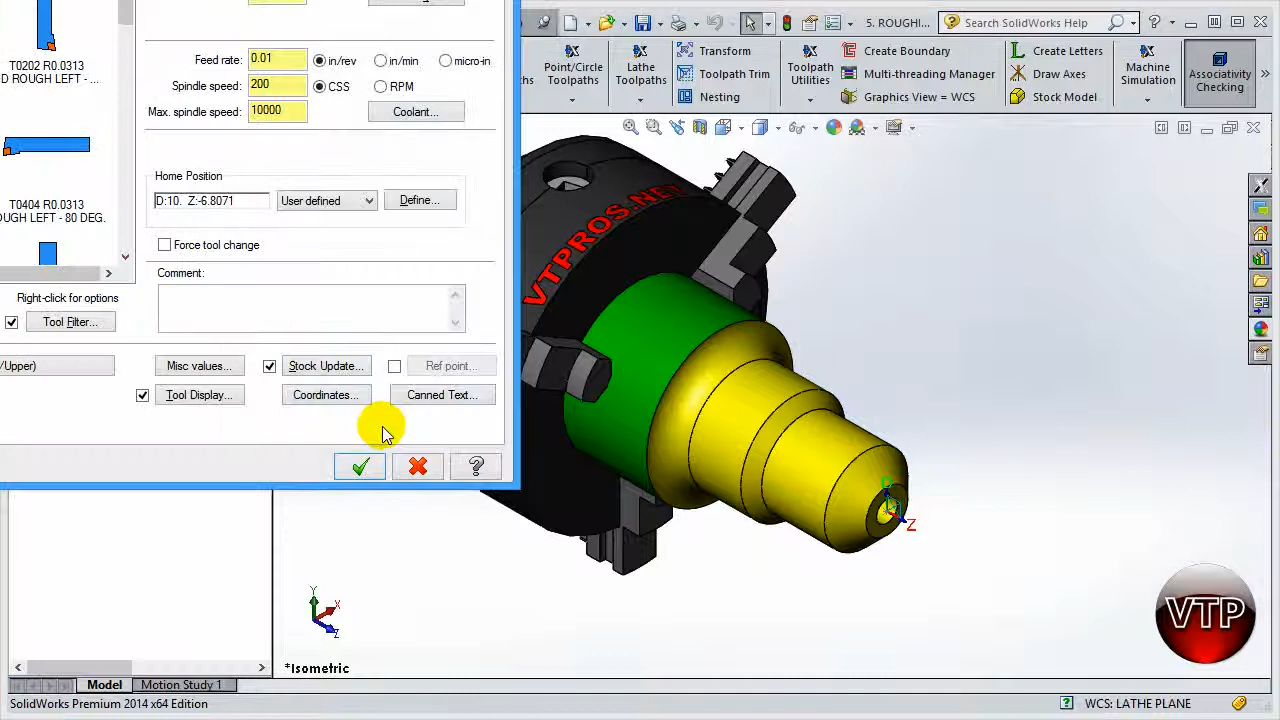 5. ROUGHI...
Search SolidWorks Help
Point/Circle
Toolpaths
Lathe
Toolpaths
Transform
Toolpath Trim
Nesting
Toolpath
Utilities
Create Boundary
Multi-threading Manager
Graphics View = WCS
Create Letters
Draw Axes
Stock Model
Machine
Simulation
Associativity
Checking
T0202 R0.0313
D ROUGH LEFT - ...
T0404 R0.0313
OUGH LEFT - 80 DEG.
Right-click for options
Tool Filter...
/Upper)
Feed rate: 0.01 in/rev in/min micro-in
Spindle speed: 200 CSS RPM
Max. spindle speed: 10000 Coolant...
Home Position
D:10. Z:-6.8071 User defined Define...
Force tool change
Comment:
Misc values... Stock Update... Ref point...
Tool Display... Coordinates... Canned Text...
VTPROS.NET
D
Z
Y
X
Z
*Isometric
VTP
Model Motion Study 1
SolidWorks Premium 2014 x64 Edition
WCS: LATHE PLANE